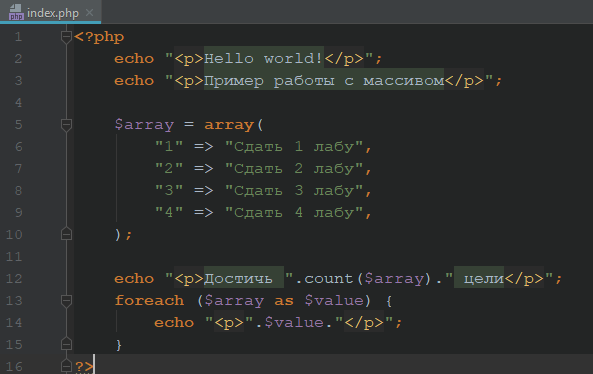 index.php
1 <?php
2 echo "<p>Hello world!</p>";
3 echo "<p>Пример работы с массивом</p>";
4
5 $array = array(
6 "1" => "Сдать 1 лабу",
7 "2" => "Сдать 2 лабу",
8 "3" => "Сдать 3 лабу",
9 "4" => "Сдать 4 лабу",
10 );
11
12 echo "<p>Достичь ".count($array)." цели</p>";
13 foreach ($array as $value) {
14 echo "<p>".$value."</p>";
15 }
16 ?>